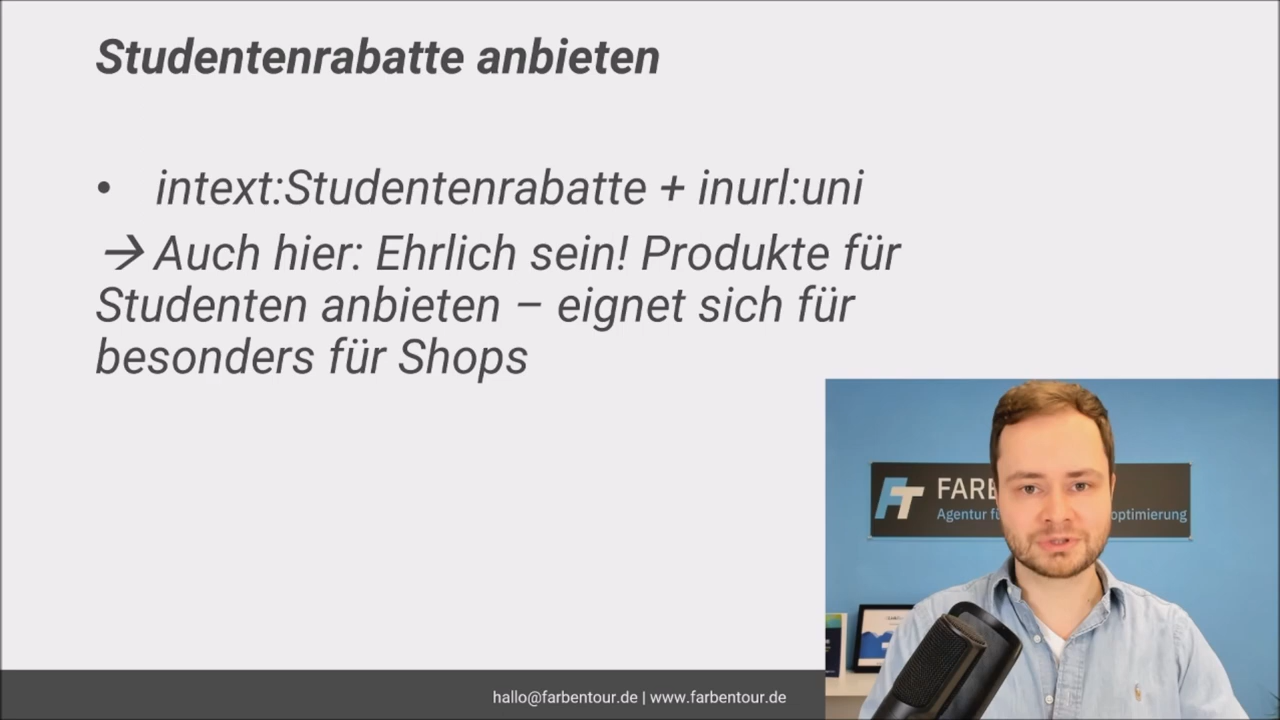 Studentenrabatte anbieten
• intext:Studentenrabatte + inurl:uni
→ Auch hier: Ehrlich sein! Produkte für
Studenten anbieten – eignet sich für
besonders für Shops
FT FARB
Agentur fü optimierung
hallo@farbentour.de | www.farbentour.de